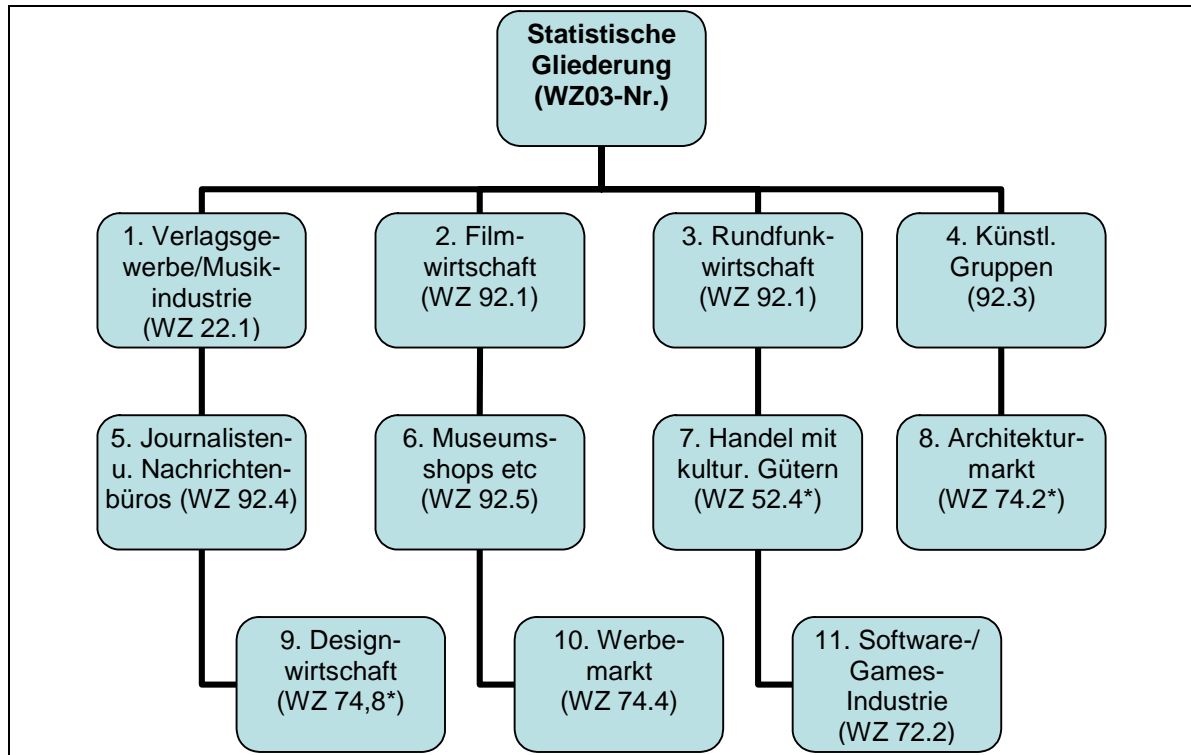 Statistische
Gliederung
(WZ03-Nr.)
1. Verlagsge-
werbe/Musik-
industrie
(WZ 22.1)
2. Film-
wirtschaft
(WZ 92.1)
3. Rundfunk-
wirtschaft
(WZ 92.1)
4. Künstl.
Gruppen
(92.3)
5. Journalisten-
u. Nachrichten-
büros (WZ 92.4)
6. Museums-
shops etc
(WZ 92.5)
7. Handel mit
kultur. Gütern
(WZ 52.4*)
8. Architektur-
markt
(WZ 74.2*)
9. Design-
wirtschaft
(WZ 74,8*)
10. Werbe-
markt
(WZ 74.4)
11. Software-/
Games-
Industrie
(WZ 72.2)